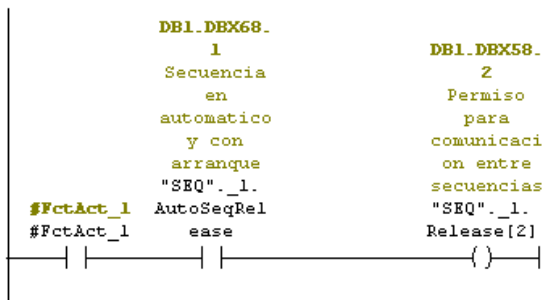 DB1.DBX68.
1
Secuencia
en
automatico
y con
arranque
"SEQ"._1.
AutoSeqRel
ease
#FctAct_1
#FctAct_1
DB1.DBX58.
2
Permiso
para
comunicaci
on entre
secuencias
"SEQ"._1.
Release[2]